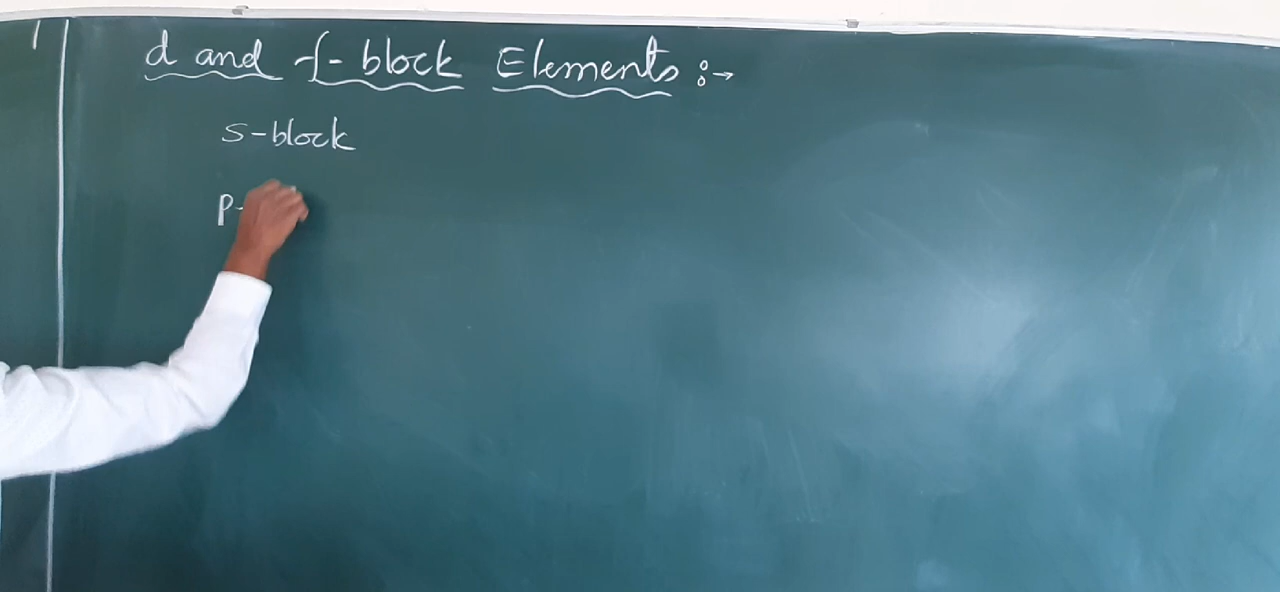 d and f-block Elements :→
s-block
P-